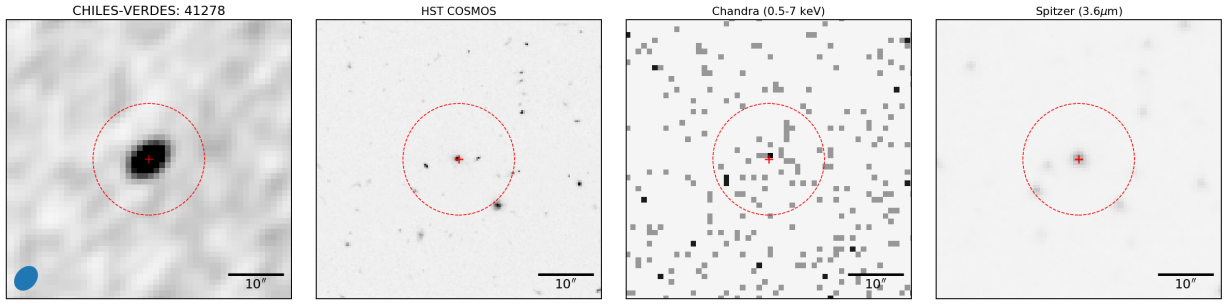 CHILES-VERDES: 41278
HST COSMOS
Chandra (0.5-7 keV)
Spitzer (3.6μm)
10″
10″
10″
10″